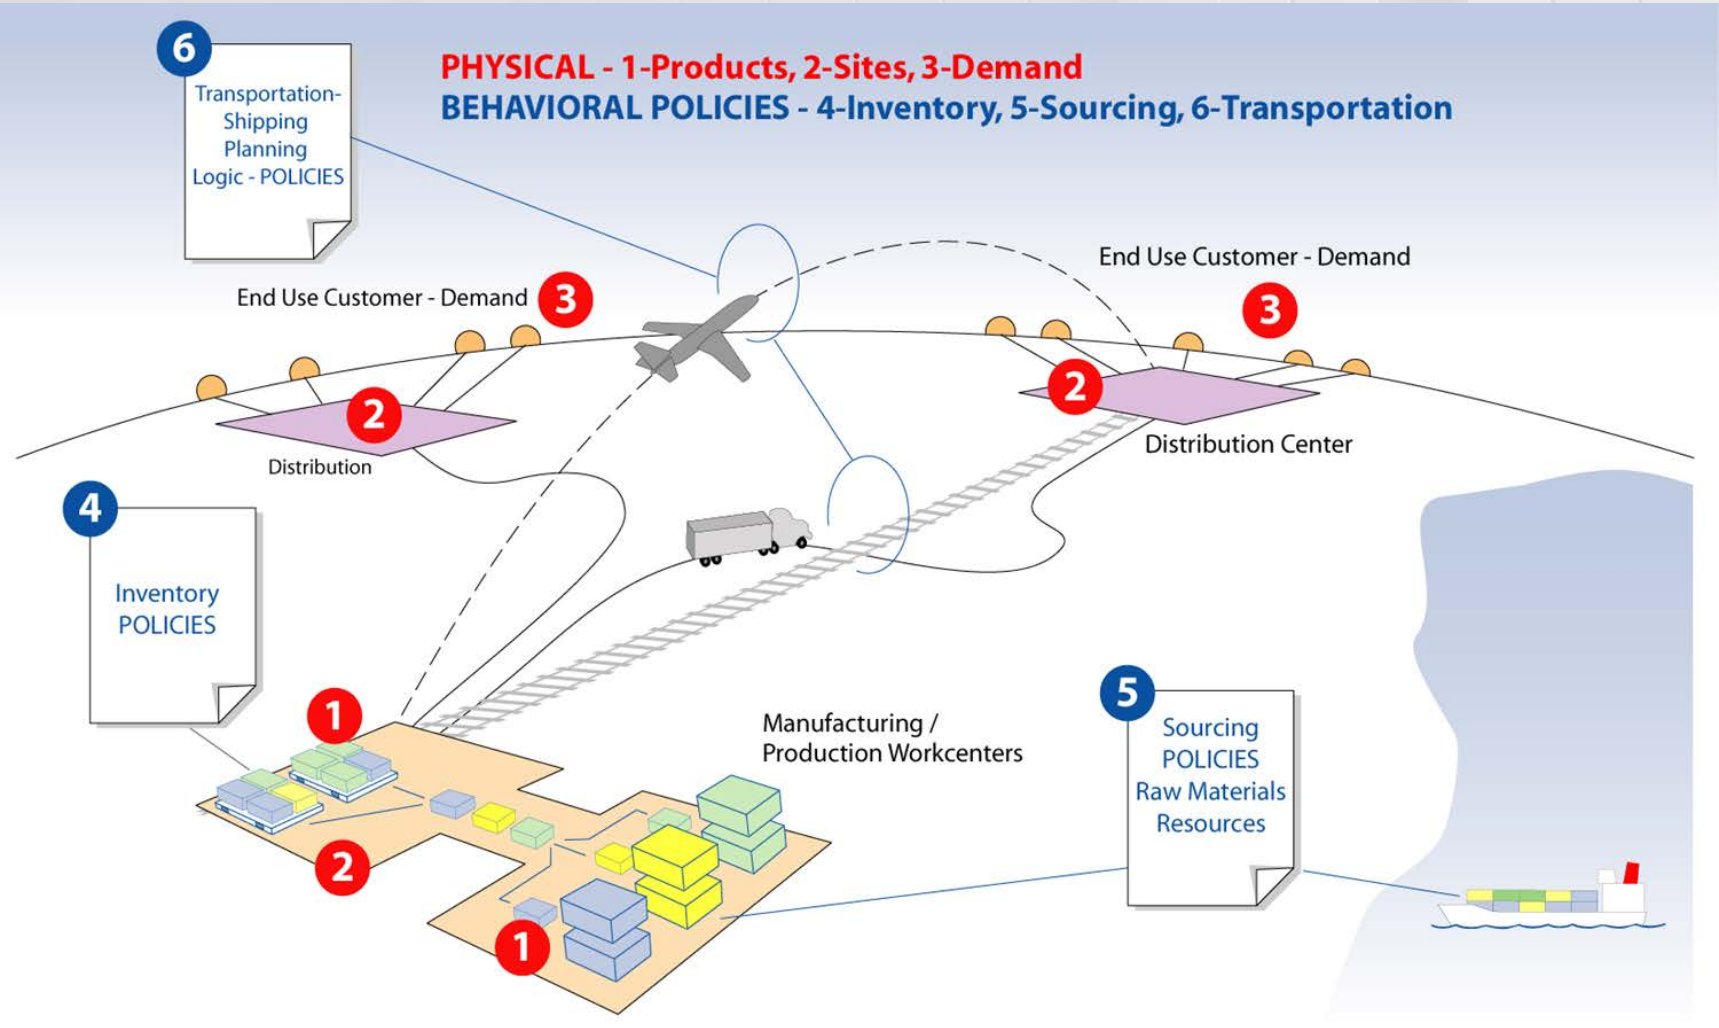 6
Transportation-
Shipping
Planning
Logic - POLICIES
PHYSICAL - 1-Products, 2-Sites, 3-Demand
BEHAVIORAL POLICIES - 4-Inventory, 5-Sourcing, 6-Transportation
End Use Customer - Demand
3
End Use Customer - Demand
3
2
Distribution
2
Distribution Center
4
Inventory
POLICIES
1
2
1
Manufacturing /
Production Workcenters
5
Sourcing
POLICIES
Raw Materials
Resources